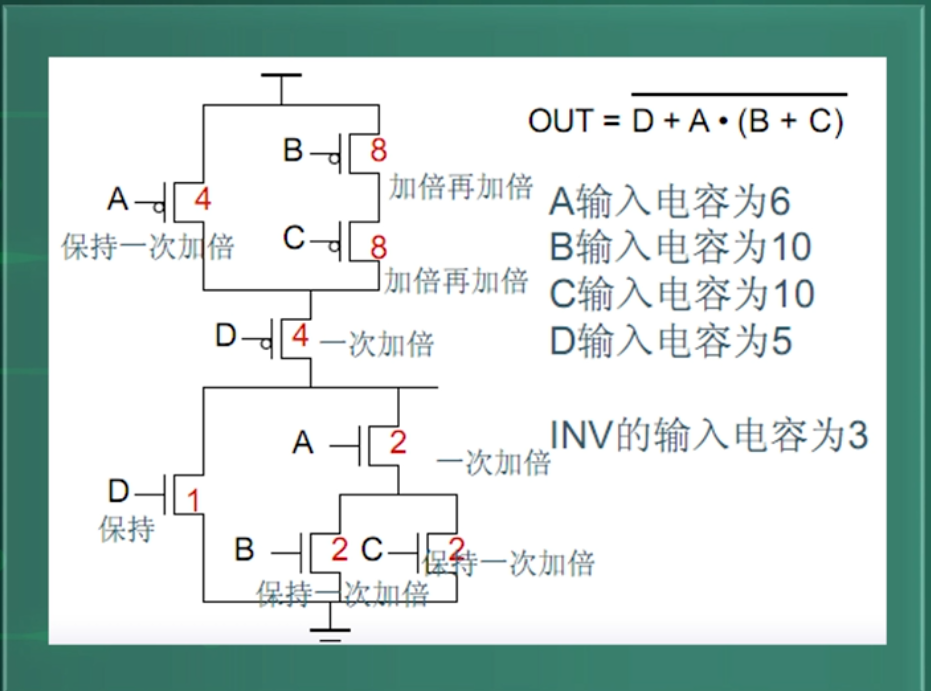 OUT = D + A • (B + C)
B
8
加倍再加倍
A
4
保持一次加倍
C
8
加倍再加倍
A输入电容为6
B输入电容为10
C输入电容为10
D输入电容为5
D
4
一次加倍
A
2
一次加倍
INV的输入电容为3
D
1
保持
B
2
C
2
保持一次加倍
保持一次加倍